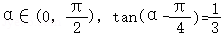 α∈(0, π/2), tan(α-π/4)=1/3